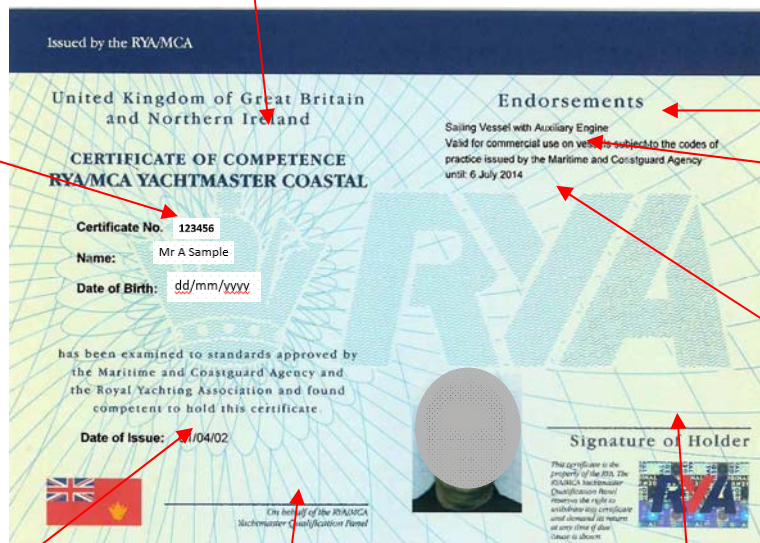 Issued by the RYA/MCA
United Kingdom of Great Britain
and Northern Ireland
CERTIFICATE OF COMPETENCE
RYA/MCA YACHTMASTER COASTAL
Certificate No. 123456
Name: Mr A Sample
Date of Birth: dd/mm/yyyy
has been examined to standards approved by
the Maritime and Coastguard Agency and
the Royal Yachting Association and found
competent to hold this certificate.
Date of Issue: /04/02
On behalf of the RYA/MCA
Yachtmaster Qualification Panel
Endorsements
Sailing Vessel with Auxiliary Engine
Valid for commercial use on vessels subject to the codes of
practice issued by the Maritime and Coastguard Agency
until: 6 July 2014
RYA
Signature of Holder
This certificate is the
property of the RYA. The
RYA/MCA Yachtmaster
Qualification Panel
reserves the right to
withdraw any certificate
and demand its return
at any time if due
cause is shown.
RYA